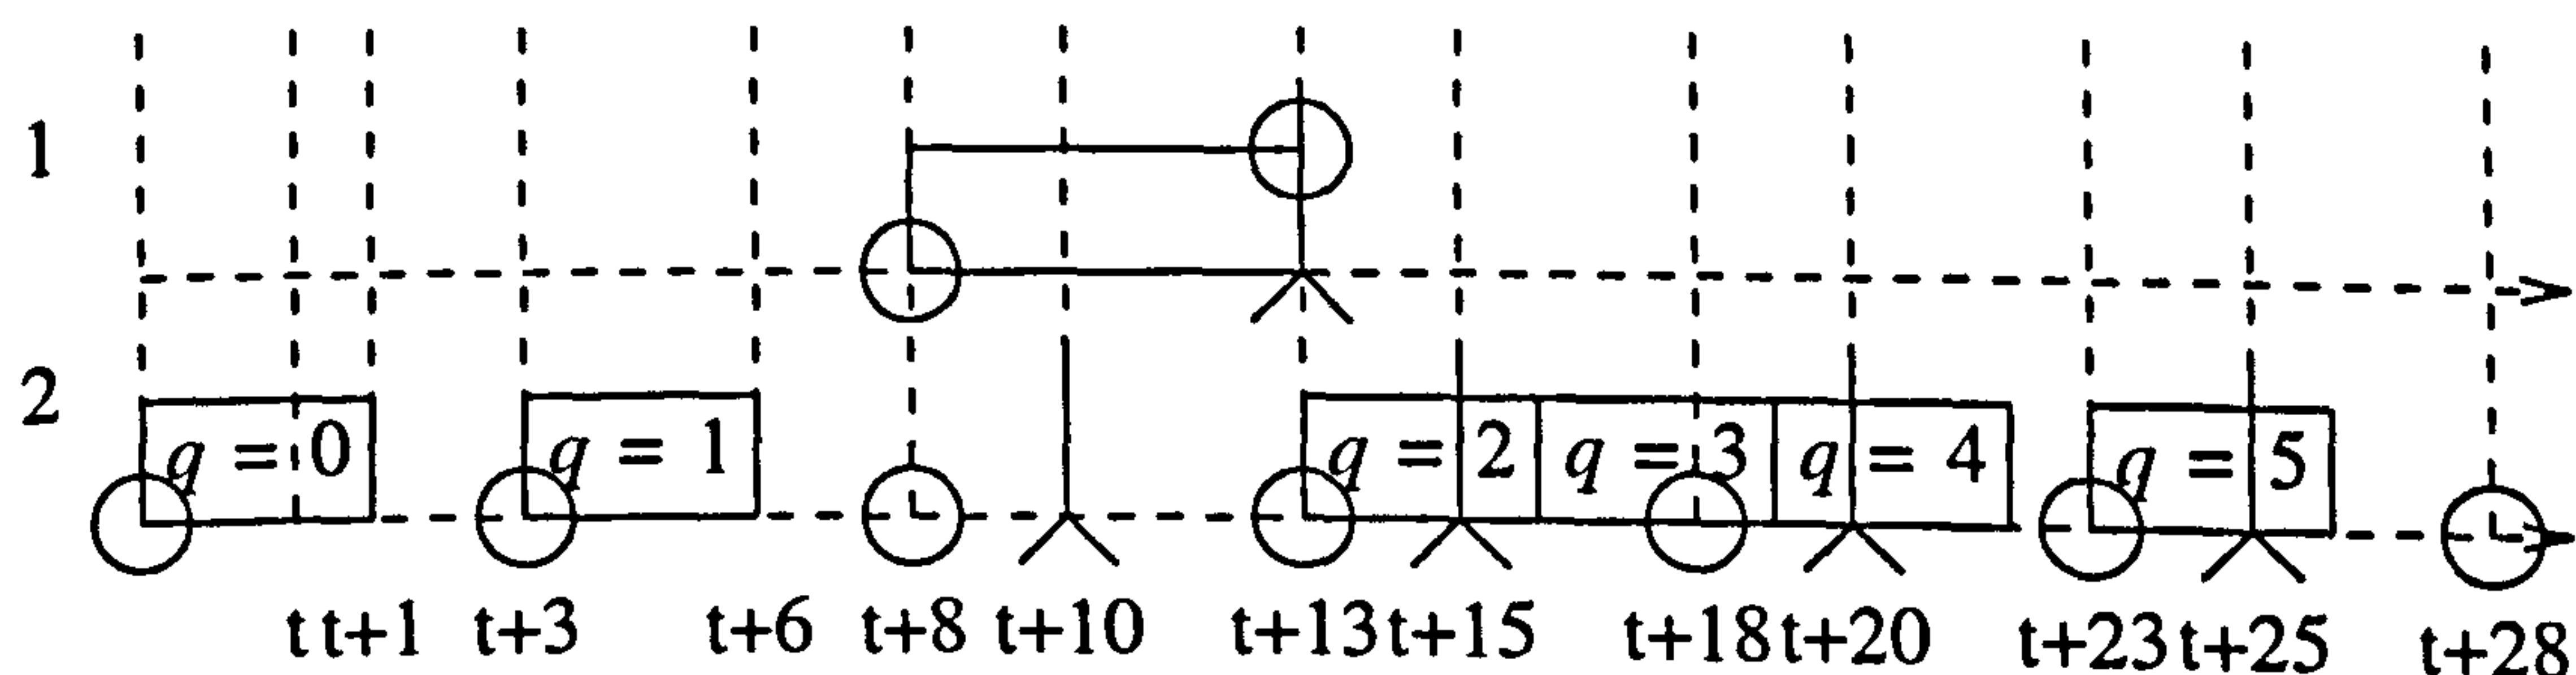 1
2
q = 0 q = 1 q = 2 q = 3 q = 4 q = 5
t t+1 t+3 t+6 t+8 t+10 t+13 t+15 t+18 t+20 t+23 t+25 t+28